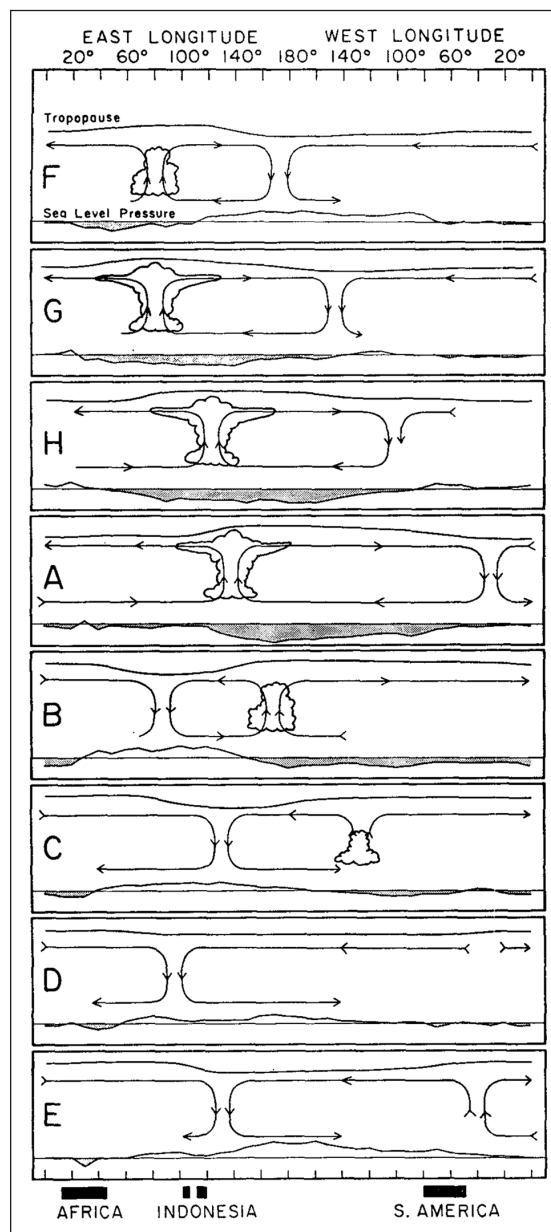 EAST LONGITUDE WEST LONGITUDE
20° 60° 100° 140° 180° 140° 100° 60° 20°
Tropopause
F
Sea Level Pressure
G
H
A
B
C
D
E
AFRICA INDONESIA S. AMERICA